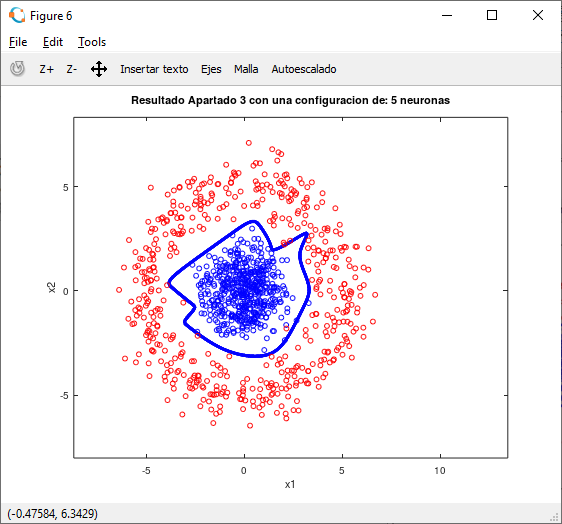 Figure 6
File Edit Tools
Z+ Z- Insertar texto Ejes Malla Autoescalado
Resultado Apartado 3 con una configuracion de: 5 neuronas
5
0
-5
x2
-5 0 5 10
x1
(-0.47584, 6.3429)